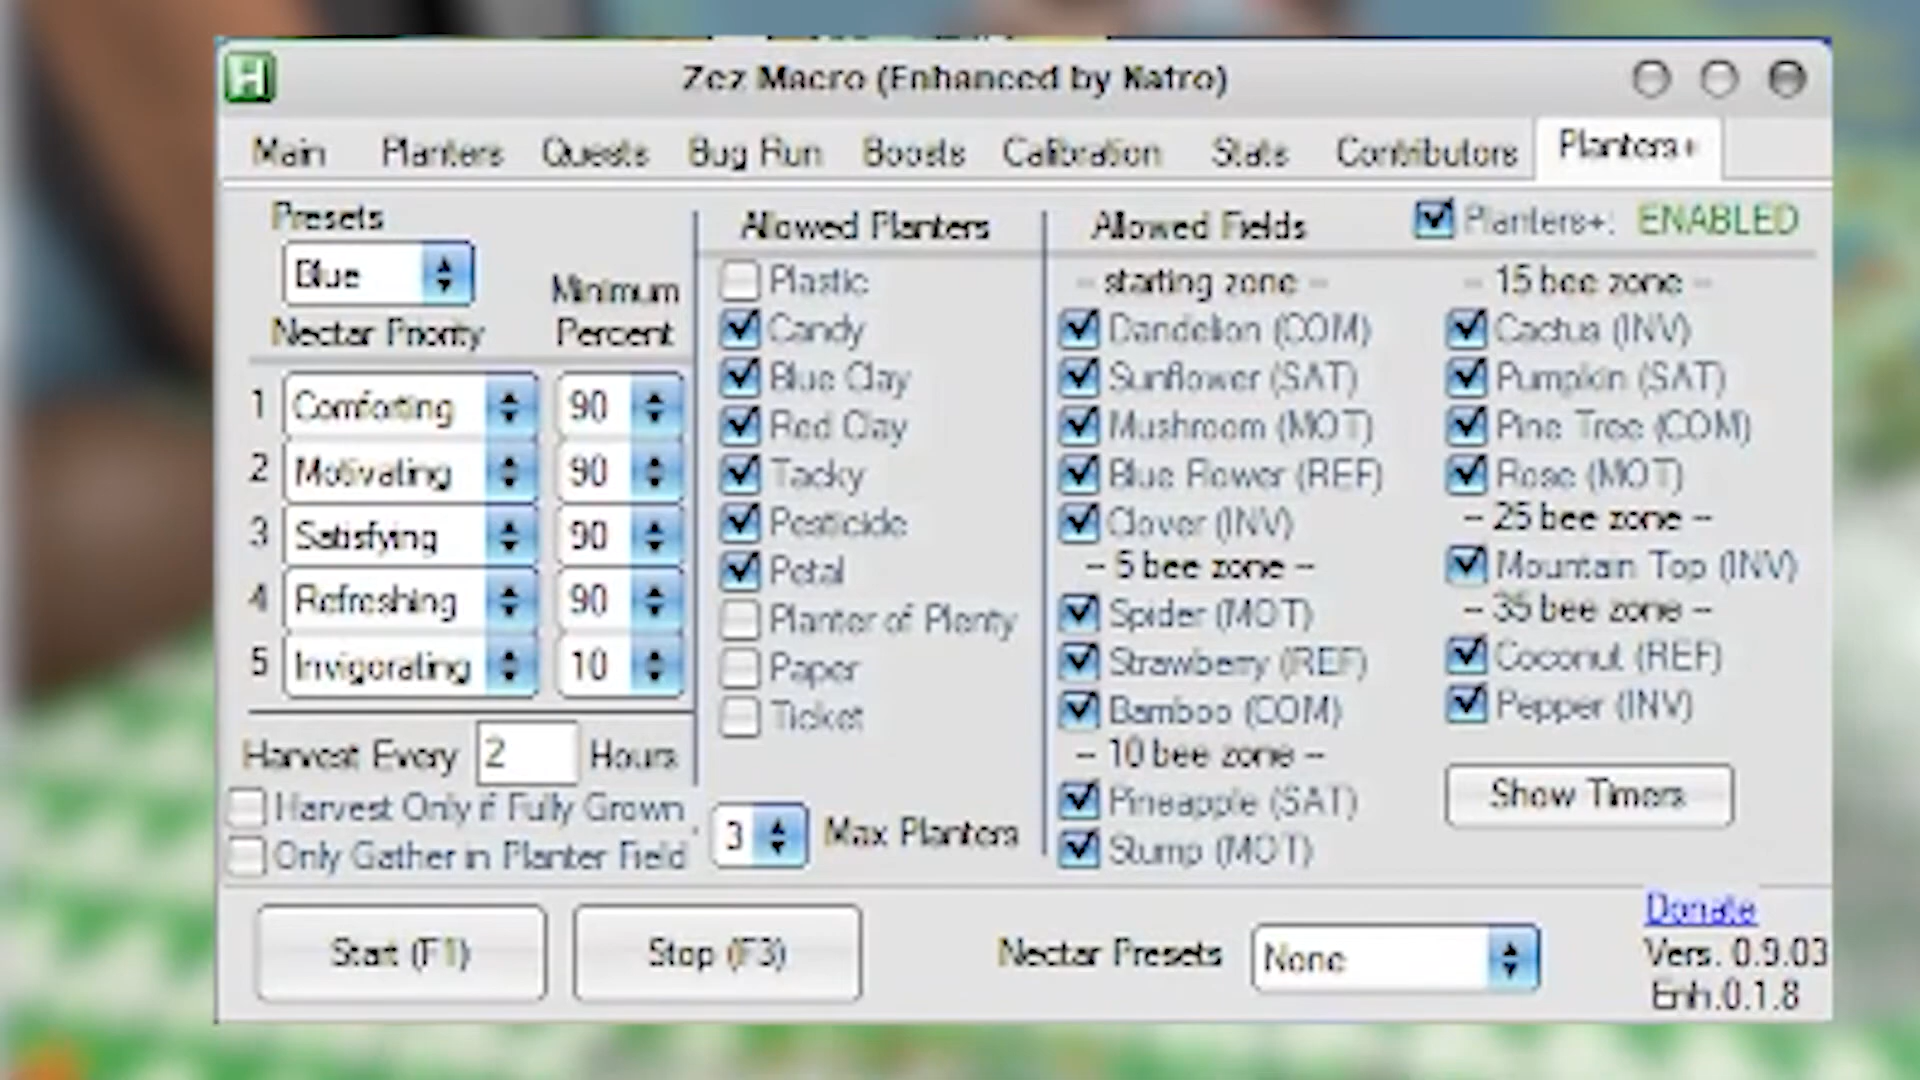 Zez Macro (Enhanced by Natro)
Main Planters Quests Bug Run Boosts Calibration Stats Contributors Planters+
Presets
Blue
Nectar Priority
Minimum
Percent
1 Comforting 90
2 Motivating 90
3 Satisfying 90
4 Refreshing 90
5 Invigorating 10
Harvest Every 2 Hours
Harvest Only if Fully Grown
Only Gather in Planter Field
Allowed Planters
Plastic
Candy
Blue Clay
Red Clay
Tacky
Pesticide
Petal
Planter of Plenty
Paper
Ticket
3 Max Planters
Allowed Fields
-- starting zone --
Dandelion (COM)
Sunflower (SAT)
Mushroom (MOT)
Blue Flower (REF)
Clover (INV)
-- 5 bee zone --
Spider (MOT)
Strawberry (REF)
Bamboo (COM)
-- 10 bee zone --
Pineapple (SAT)
Stump (MOT)
Planters+: ENABLED
-- 15 bee zone --
Cactus (INV)
Pumpkin (SAT)
Pine Tree (COM)
Rose (MOT)
-- 25 bee zone --
Mountain Top (INV)
-- 35 bee zone --
Coconut (REF)
Pepper (INV)
Show Timers
Start (F1)
Stop (F3)
Nectar Presets None
Donate
Vers. 0.9.03
Enh.0.1.8